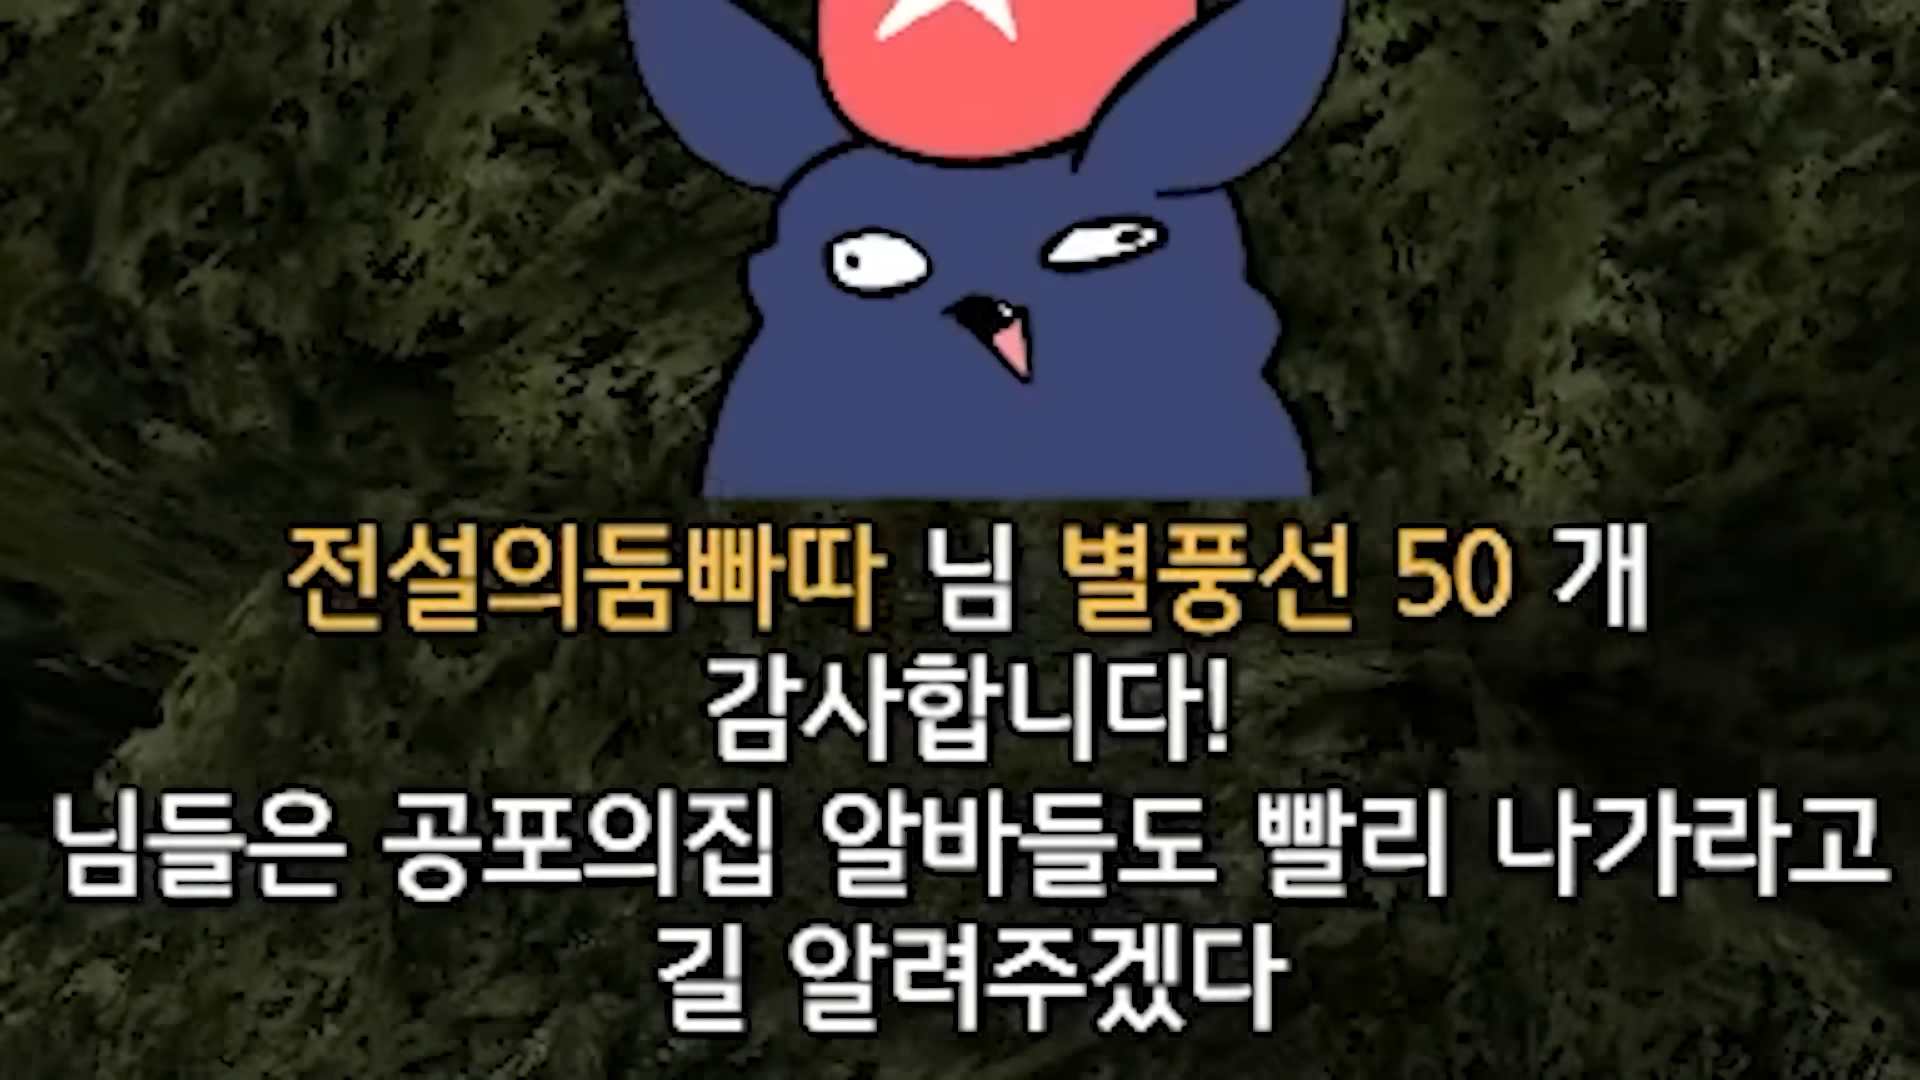 전설의둠빠따 님 별풍선 50 개
감사합니다!
님들은 공포의집 알바들도 빨리 나가라고
길 알려주겠다